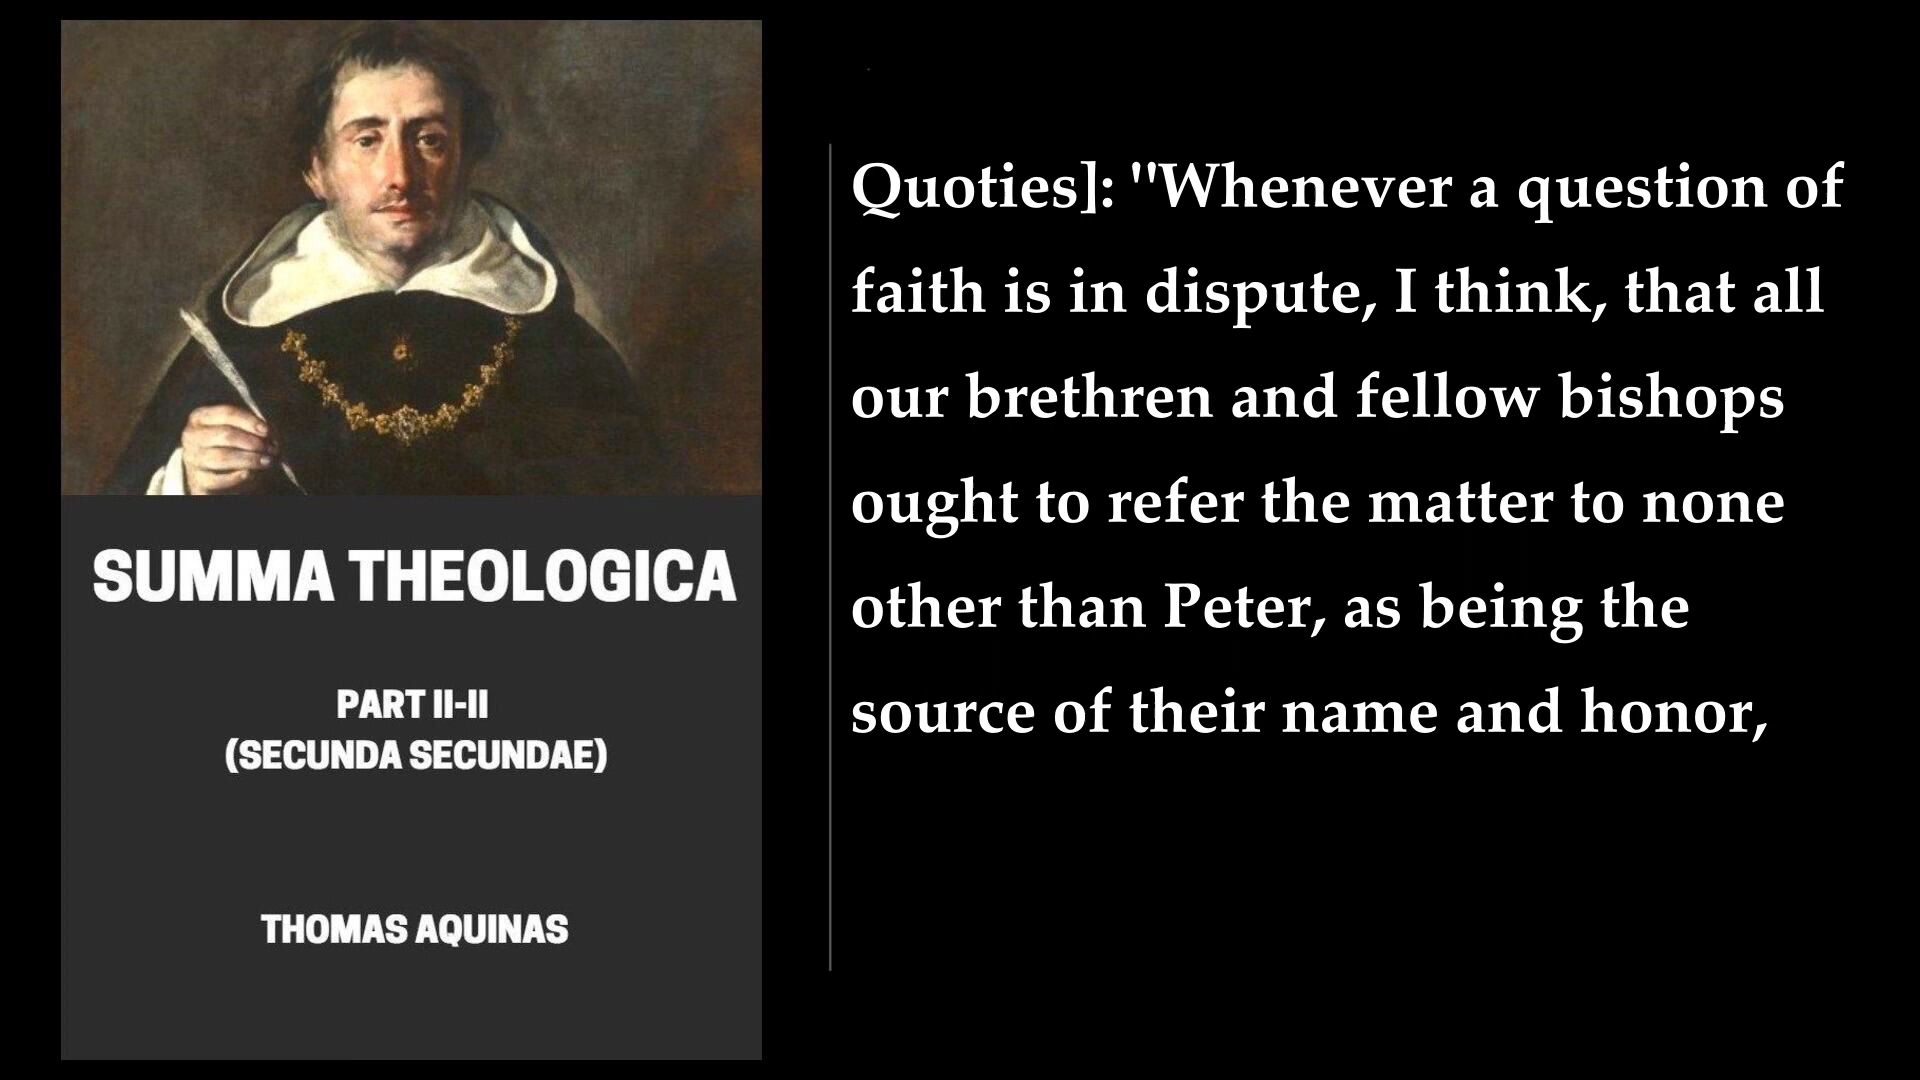 SUMMA THEOLOGICA
PART II-II
(SECUNDA SECUNDAE)
THOMAS AQUINAS
Quoties]: "Whenever a question of
faith is in dispute, I think, that all
our brethren and fellow bishops
ought to refer the matter to none
other than Peter, as being the
source of their name and honor,